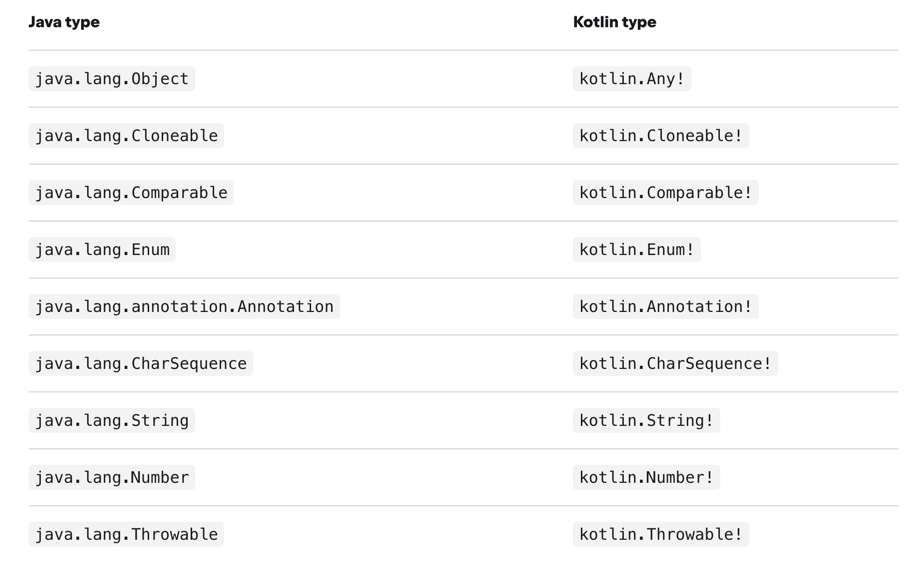 Java type Kotlin type
java.lang.Object kotlin.Any!
java.lang.Cloneable kotlin.Cloneable!
java.lang.Comparable kotlin.Comparable!
java.lang.Enum kotlin.Enum!
java.lang.annotation.Annotation kotlin.Annotation!
java.lang.CharSequence kotlin.CharSequence!
java.lang.String kotlin.String!
java.lang.Number kotlin.Number!
java.lang.Throwable kotlin.Throwable!